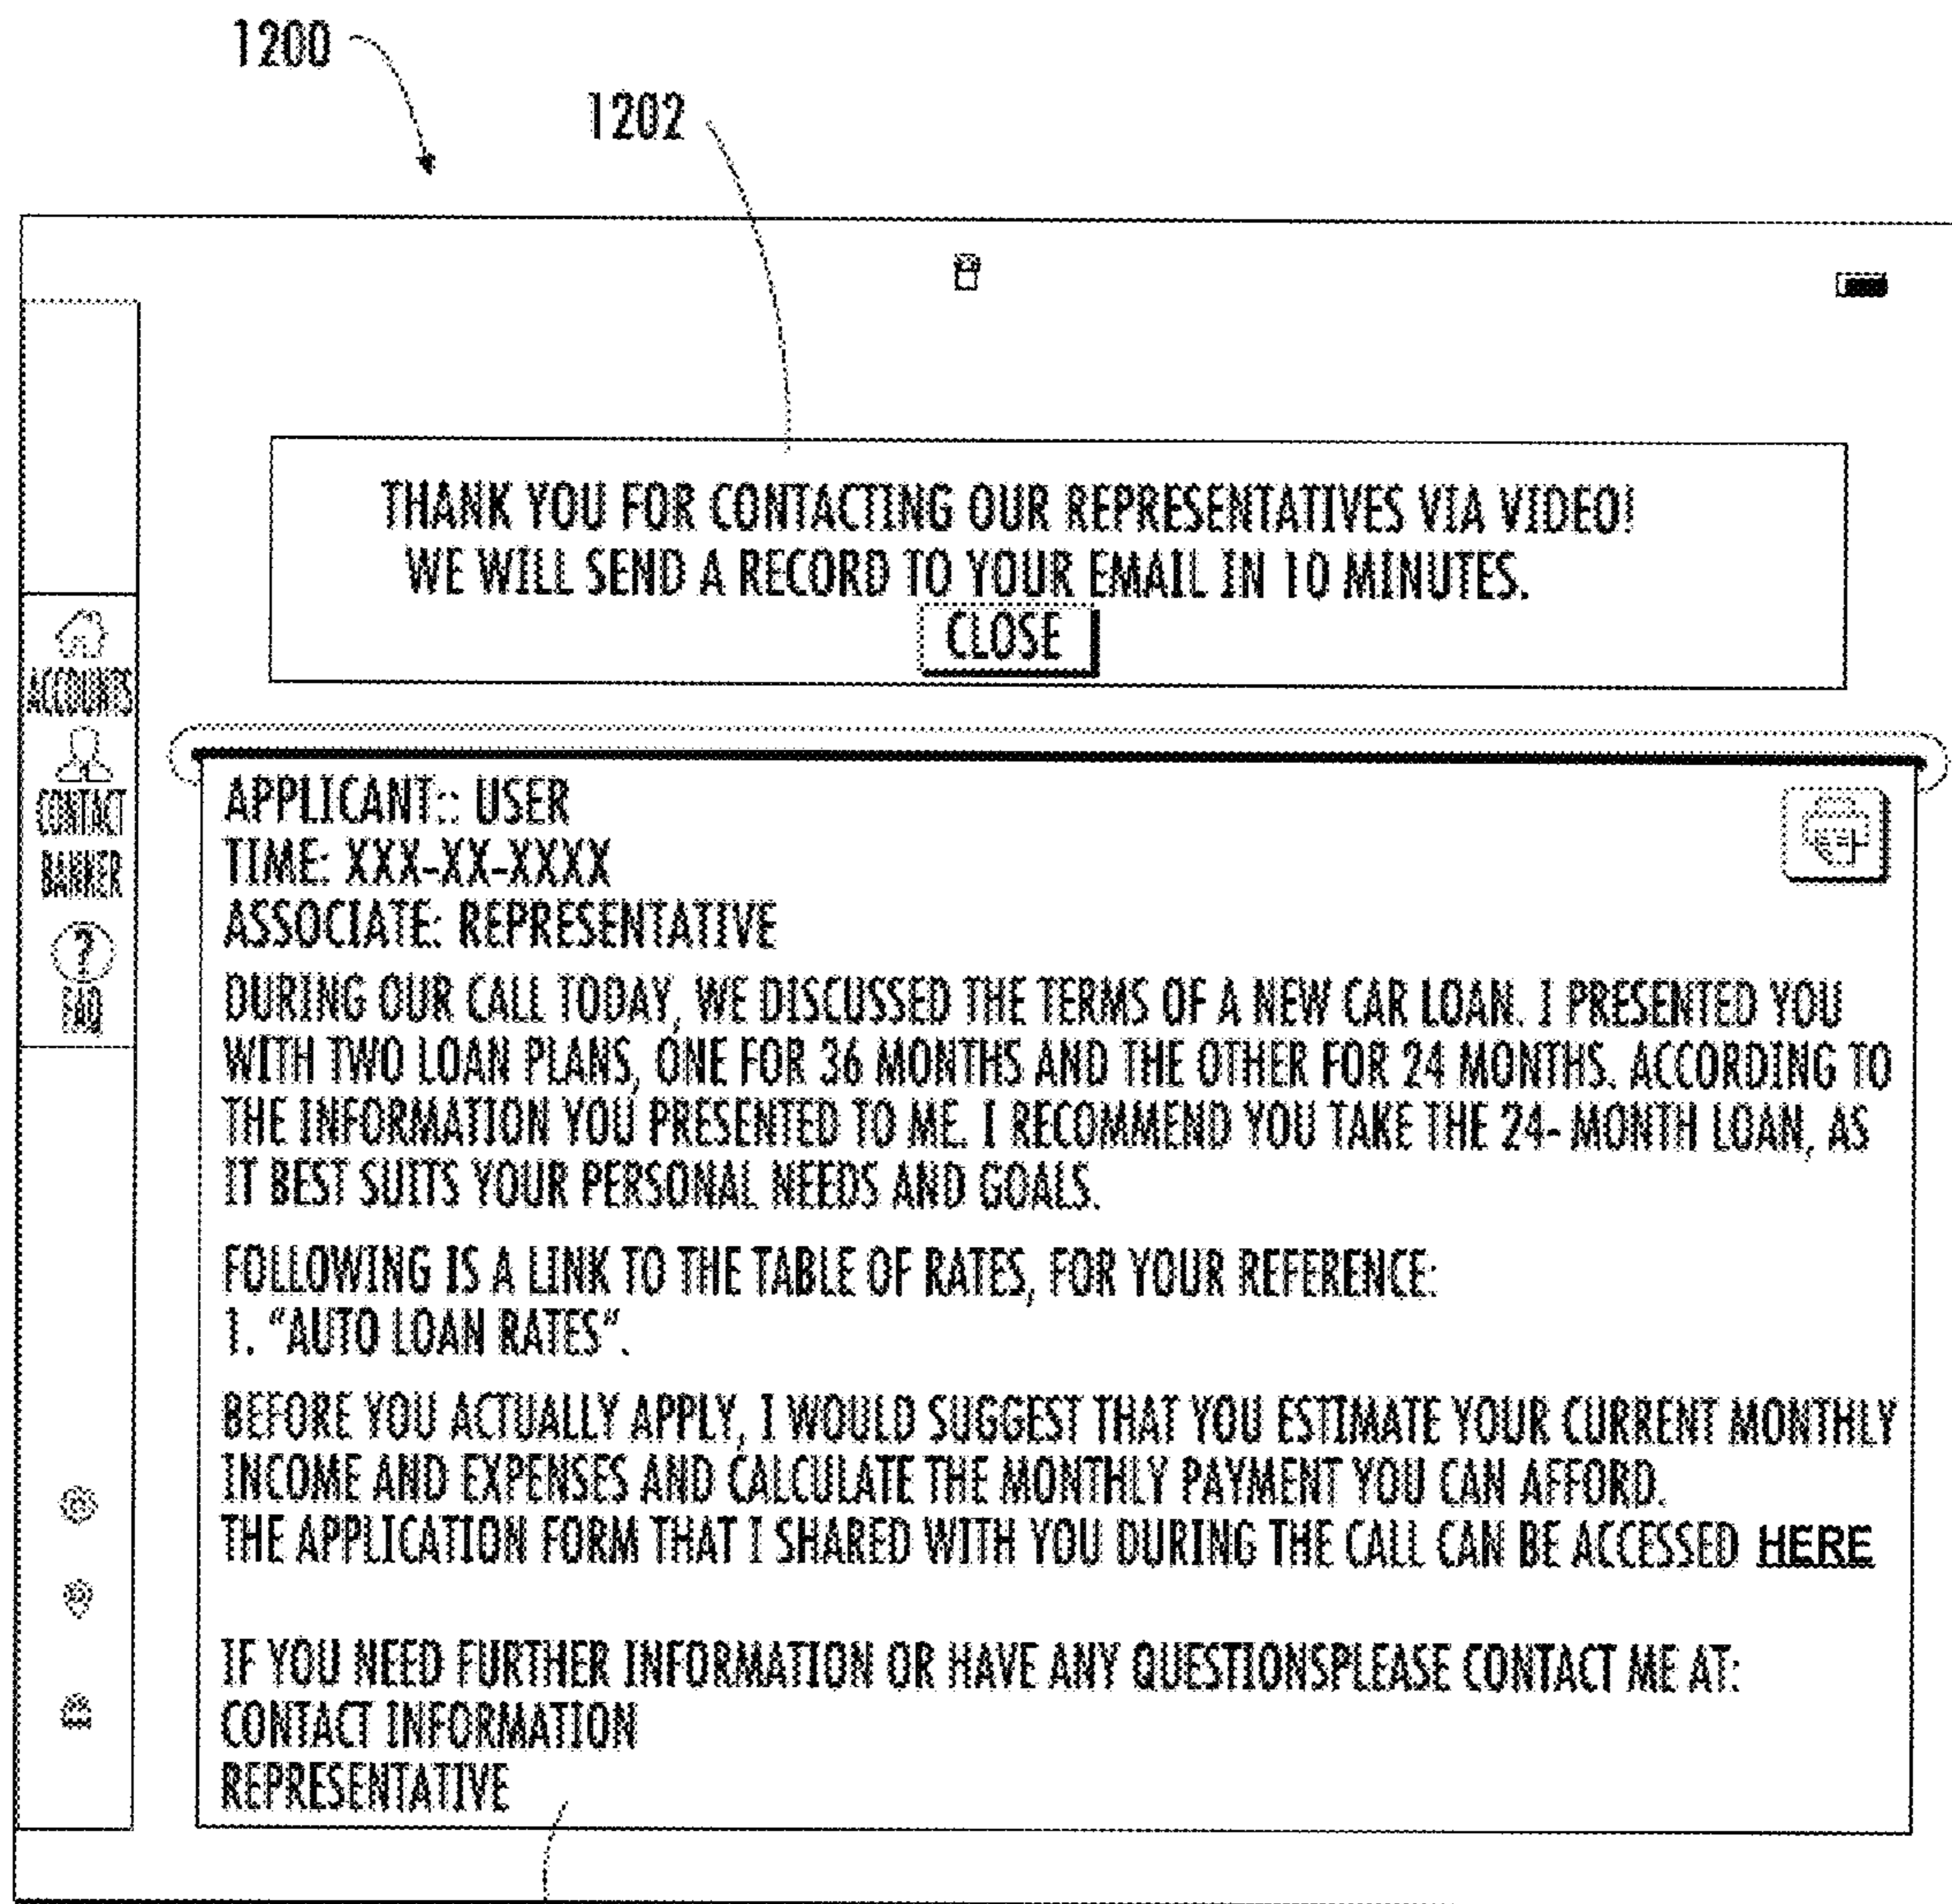 1200
1202
THANK YOU FOR CONTACTING OUR REPRESENTATIVES VIA VIDEO!
WE WILL SEND A RECORD TO YOUR EMAIL IN 10 MINUTES.
CLOSE
ACCOUNTS
CONTACT
BANKER
?
FAQ
APPLICANT:: USER
TIME: XXX-XX-XXXX
ASSOCIATE: REPRESENTATIVE
DURING OUR CALL TODAY, WE DISCUSSED THE TERMS OF A NEW CAR LOAN. I PRESENTED YOU
WITH TWO LOAN PLANS, ONE FOR 36 MONTHS AND THE OTHER FOR 24 MONTHS. ACCORDING TO
THE INFORMATION YOU PRESENTED TO ME. I RECOMMEND YOU TAKE THE 24- MONTH LOAN, AS
IT BEST SUITS YOUR PERSONAL NEEDS AND GOALS.
FOLLOWING IS A LINK TO THE TABLE OF RATES, FOR YOUR REFERENCE:
1. “AUTO LOAN RATES”.
BEFORE YOU ACTUALLY APPLY, I WOULD SUGGEST THAT YOU ESTIMATE YOUR CURRENT MONTHLY
INCOME AND EXPENSES AND CALCULATE THE MONTHLY PAYMENT YOU CAN AFFORD.
THE APPLICATION FORM THAT I SHARED WITH YOU DURING THE CALL CAN BE ACCESSED HERE
IF YOU NEED FURTHER INFORMATION OR HAVE ANY QUESTIONSPLEASE CONTACT ME AT:
CONTACT INFORMATION
REPRESENTATIVE